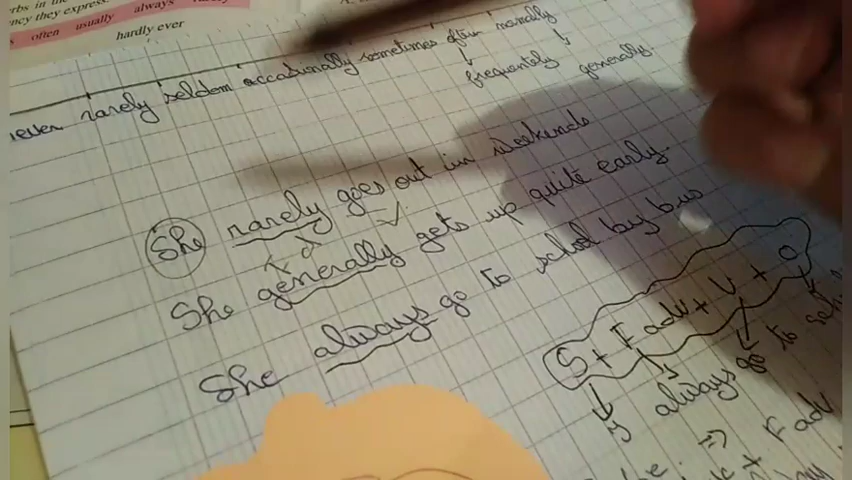 rbs in the
ncy they express.
often usually always
hardly ever
never rarely seldom occasionally sometimes often normally
frequantely generally.
She rarely goes out in weekends
She generally gets up quite early.
She always go to school by bus
S + F adv + V + O
S always go to
F adv